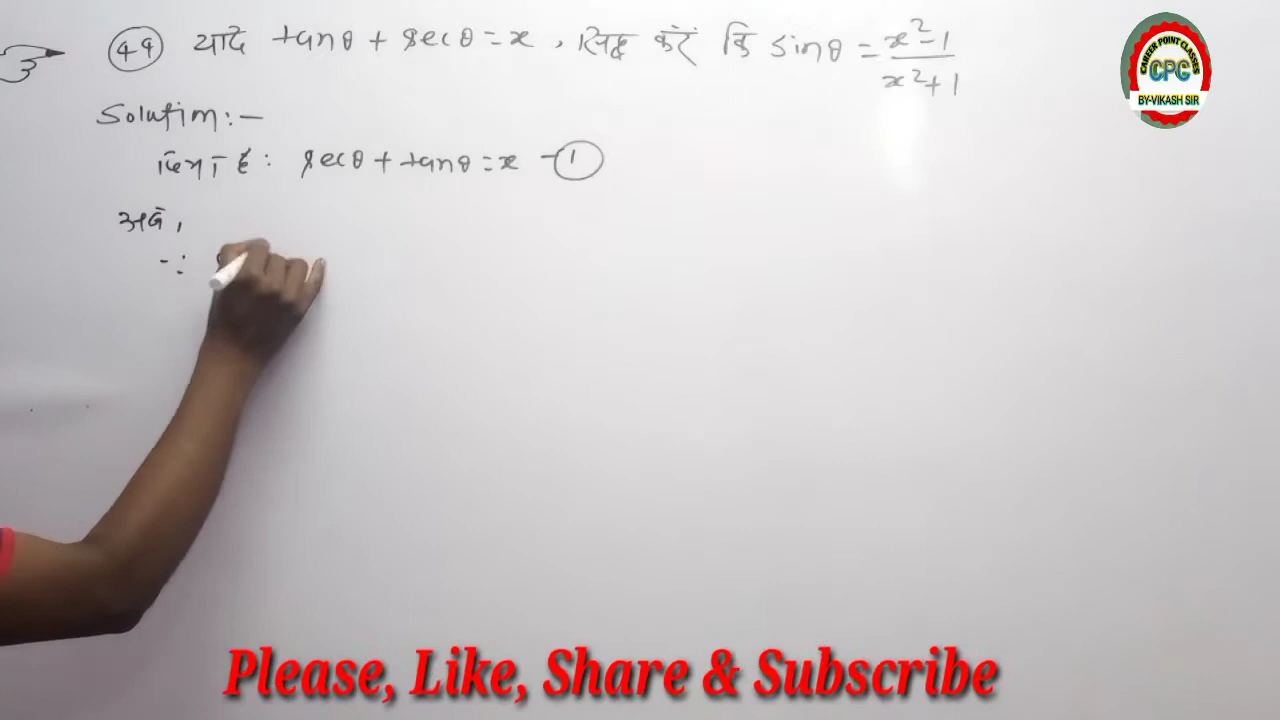 (49) यदि tanθ + secθ = x, सिद्ध करें कि sinθ = x²-1/x²+1
Solution:-
दिया है: secθ + tanθ = x -(1)
अब,
∵
CAREER POINT CLASSES
CPC
BY-VIKASH SIR
Please, Like, Share & Subscribe